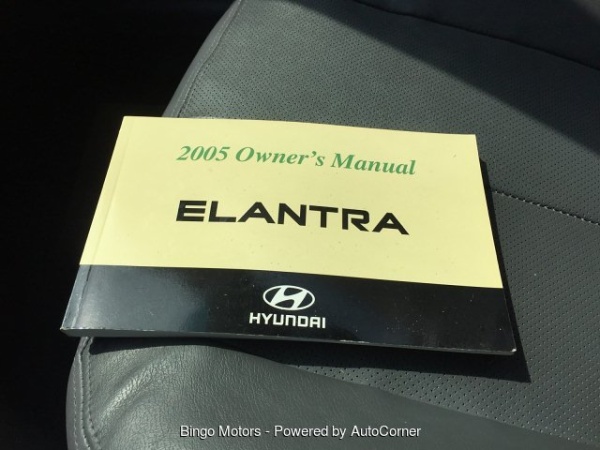 2005 Owner's Manual
ELANTRA
HYUNDAI
Bingo Motors - Powered by AutoCorner